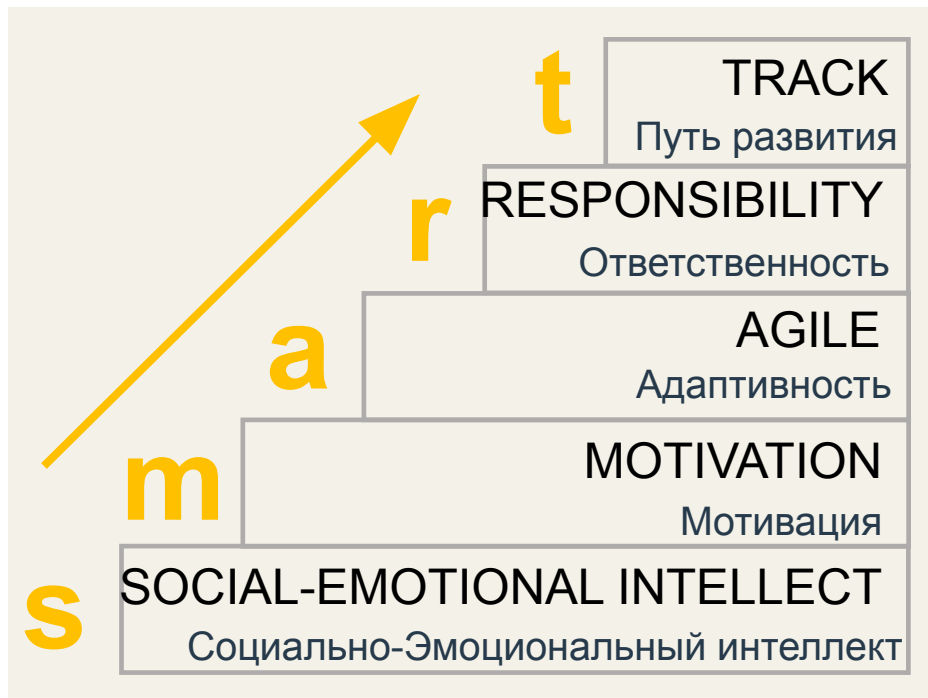 t
TRACK
Путь развития
r
RESPONSIBILITY
Ответственность
a
AGILE
Адаптивность
m
MOTIVATION
Мотивация
s
SOCIAL-EMOTIONAL INTELLECT
Социально-Эмоциональный интеллект